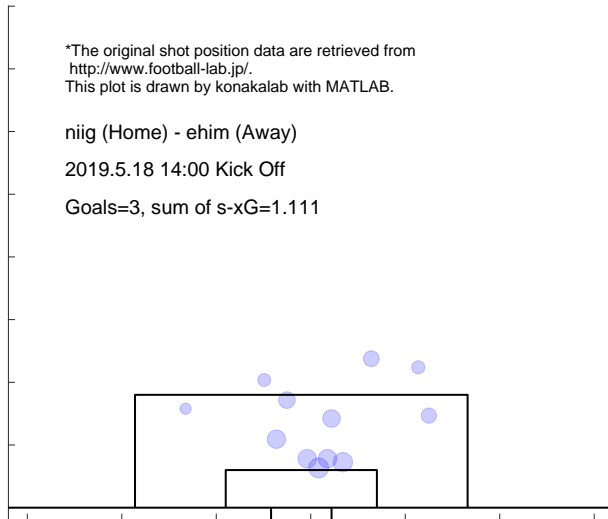 *The original shot position data are retrieved from
http://www.football-lab.jp/.
This plot is drawn by konakalab with MATLAB.
niig (Home) - ehim (Away)
2019.5.18 14:00 Kick Off
Goals=3, sum of s-xG=1.111